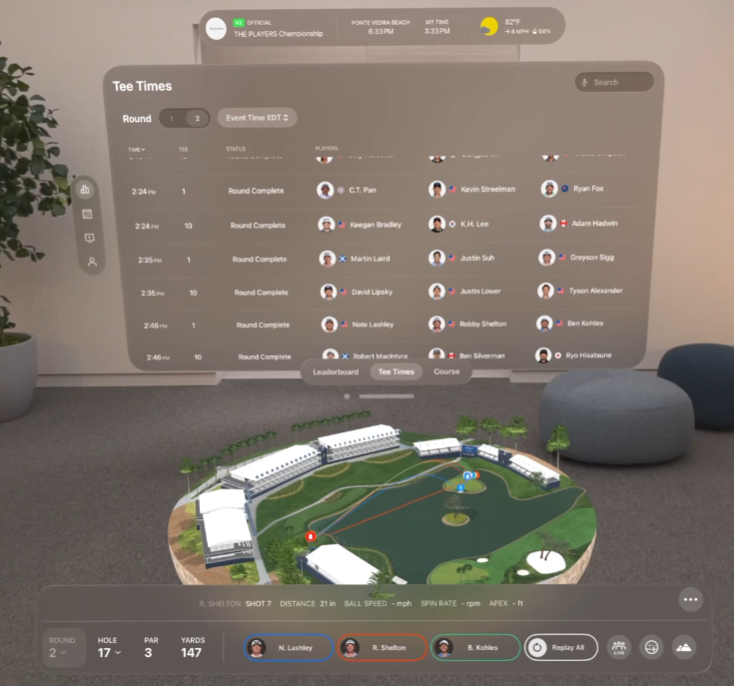 R2 OFFICIAL
THE PLAYERS Championship
PONTE VEDRA BEACH
6:33PM
MY TIME
3:33PM
82°F
8 MPH
Tee Times
Search
Round 1 2 Event Time EDT
TIME TEE STATUS PLAYERS
Round Complete
2:24PM 1 Round Complete C.T. Pan Kevin Streelman Ryan Fox
2:24PM 10 Round Complete Keegan Bradley K.H. Lee Adam Hadwin
2:35PM 1 Round Complete Martin Laird Justin Suh Greyson Sigg
2:35PM 10 Round Complete David Lipsky Justin Lower Tyson Alexander
2:46PM 1 Round Complete Nate Lashley Robby Shelton Ben Kohles
2:46PM 10 Round Complete Robert MacIntyre Ben Silverman Ryo Hisatsune
Leaderboard Tee Times Course
R. SHELTON SHOT 7 DISTANCE 21 in BALL SPEED - mph SPIN RATE - rpm APEX - ft
ROUND
2
HOLE
17
PAR
3
YARDS
147
N. Lashley
R. Shelton
B. Kohles
Replay All
LIVE